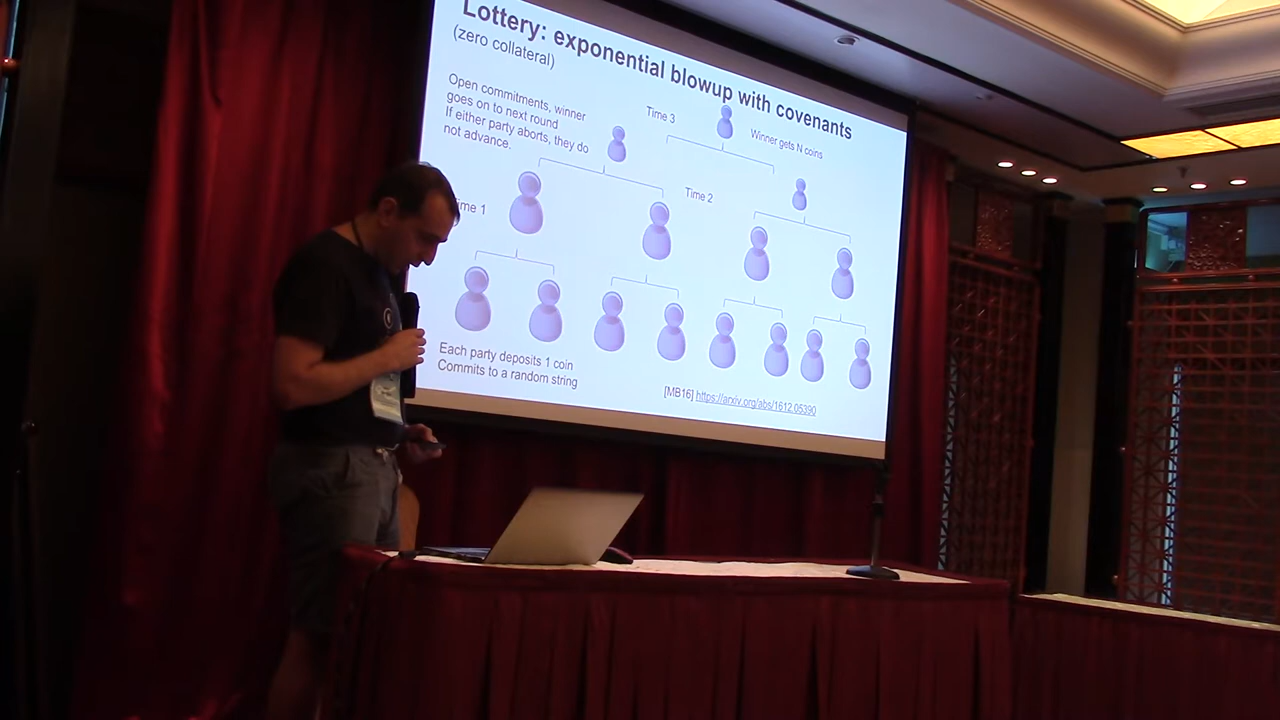 Lottery: exponential blowup with covenants
(zero collateral)
Open commitments, winner
goes on to next round
If either party aborts, they do
not advance.
Time 3
Winner gets N coins
ime 1
Time 2
Each party deposits 1 coin
Commits to a random string
[MB16] https://arxiv.org/abs/1612.05390